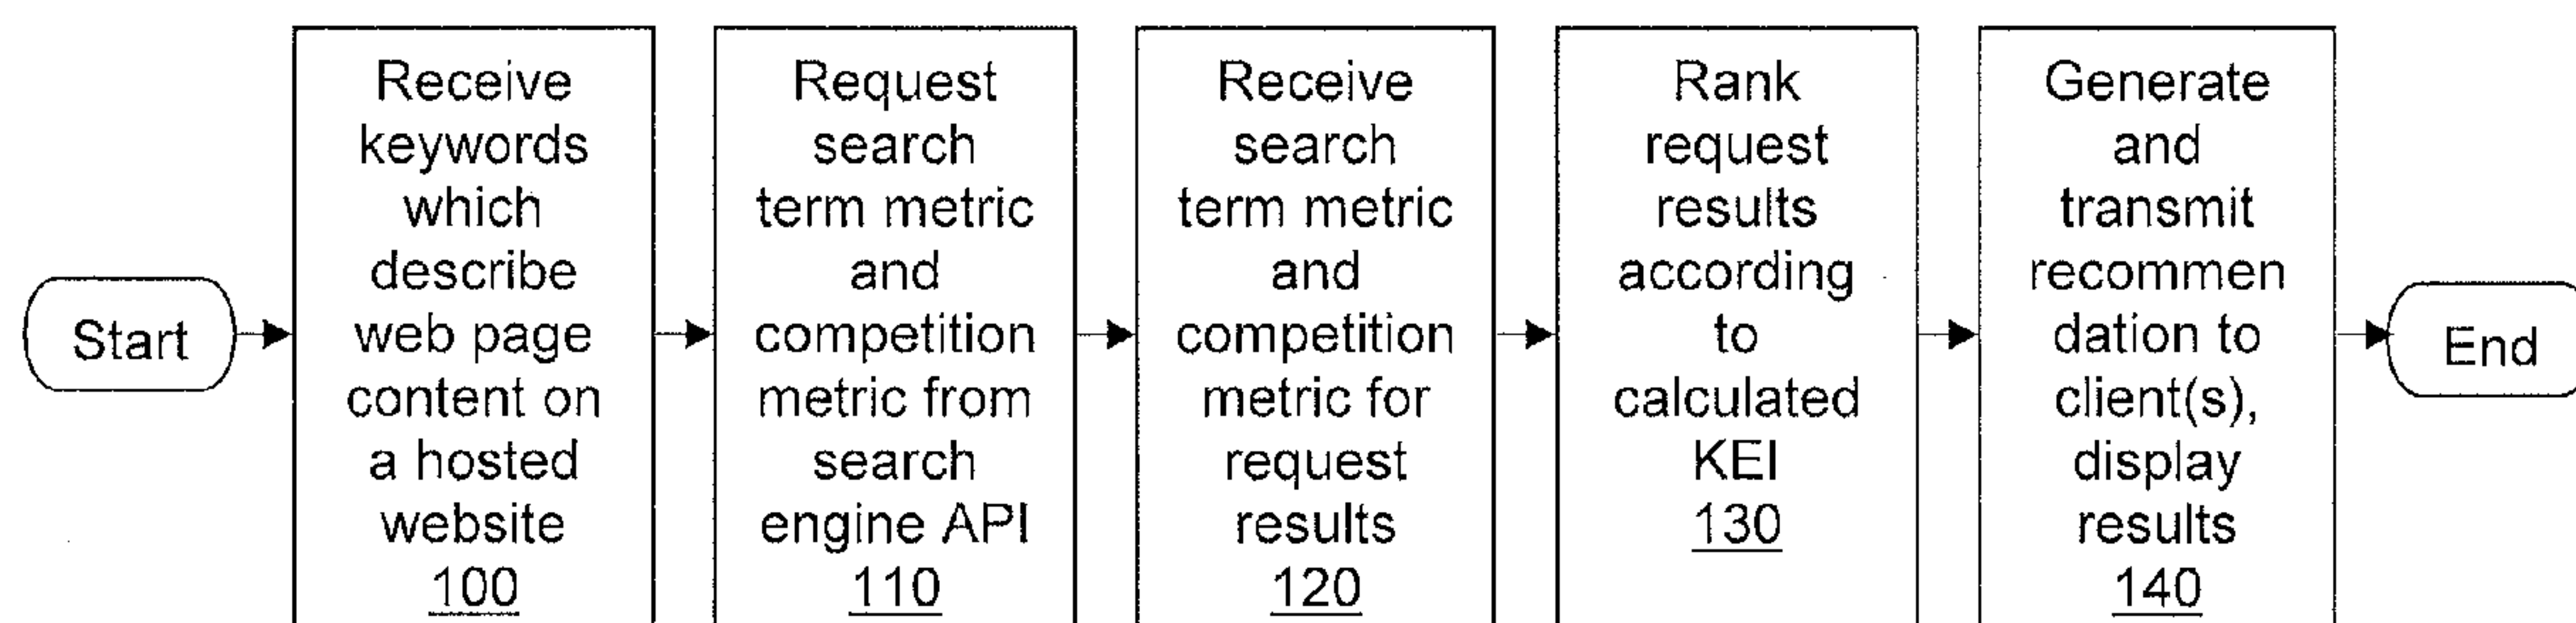 Start
Receive
keywords
which
describe
web page
content on
a hosted
website
100
Request
search
term metric
and
competition
metric from
search
engine API
110
Receive
search
term metric
and
competition
metric for
request
results
120
Rank
request
results
according
to
calculated
KEI
130
Generate
and
transmit
recommen
dation to
client(s),
display
results
140
End